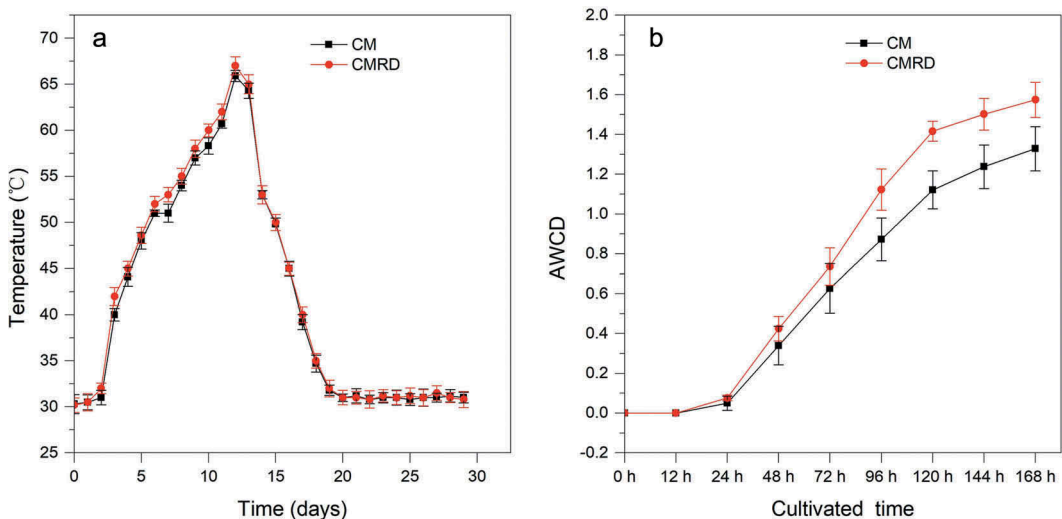 a
CM
CMRD
70
65
60
55
50
45
40
35
30
25
Temperature (℃)
0 5 10 15 20 25 30
Time (days)
b
CM
CMRD
2.0
1.8
1.6
1.4
1.2
1.0
0.8
0.6
0.4
0.2
0.0
-0.2
AWCD
0 h 12 h 24 h 48 h 72 h 96 h 120 h 144 h 168 h
Cultivated time